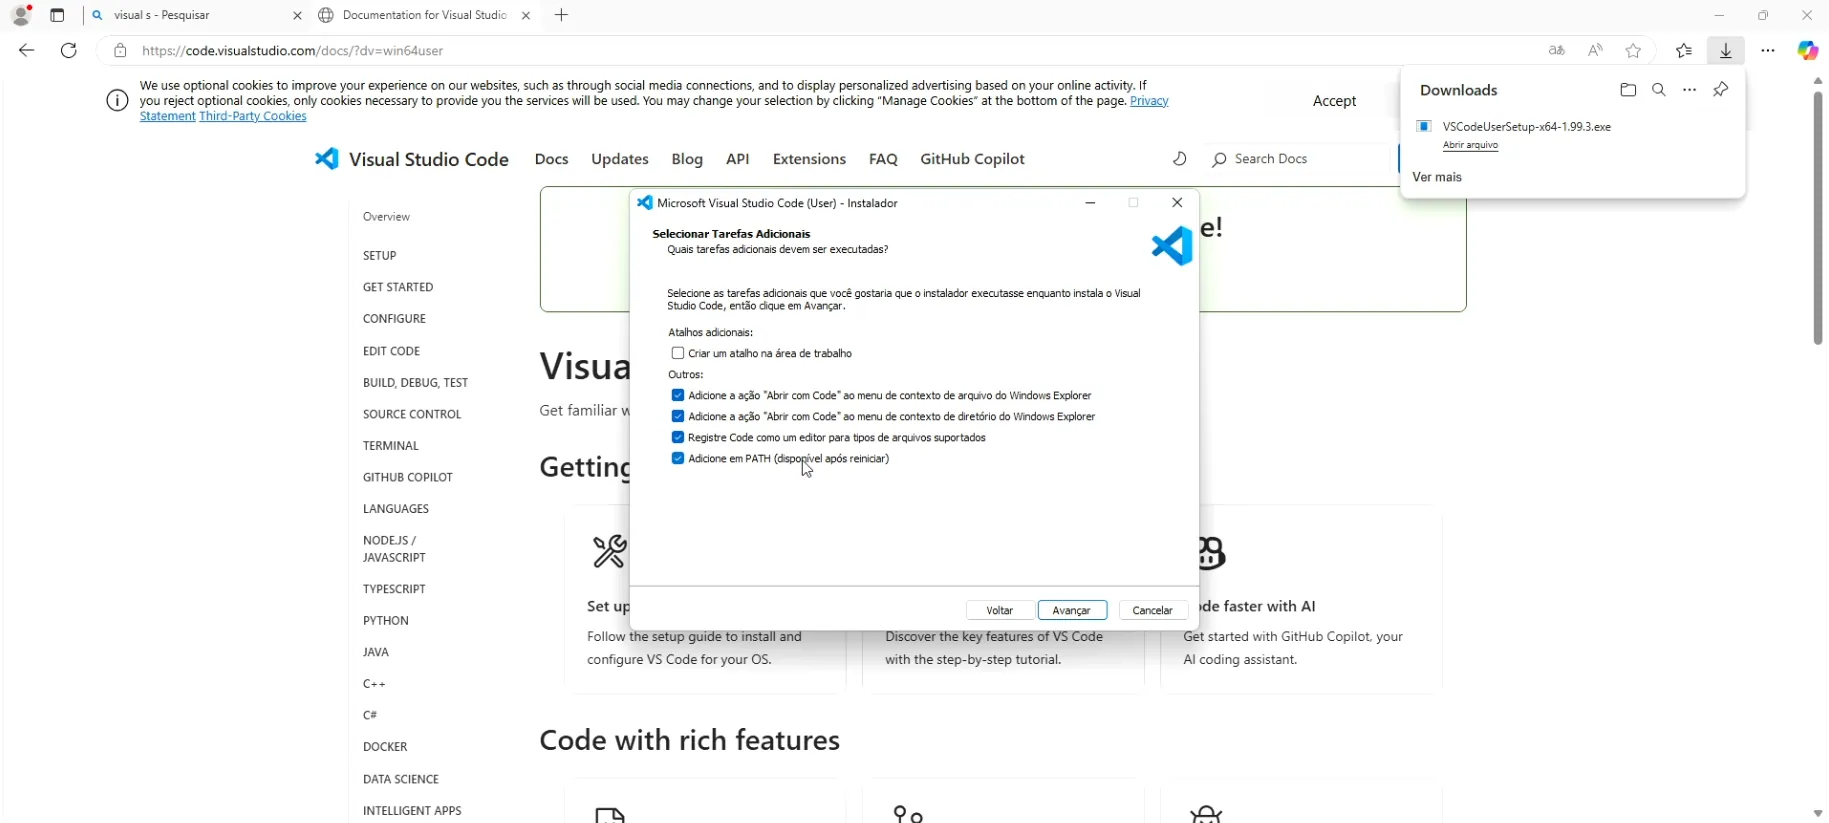 visual s - Pesquisar
Documentation for Visual Studio
https://code.visualstudio.com/docs/?dv=win64user
We use optional cookies to improve your experience on our websites, such as through social media connections, and to display personalized advertising based on your online activity. If
you reject optional cookies, only cookies necessary to provide you the services will be used. You may change your selection by clicking "Manage Cookies" at the bottom of the page. Privacy
Statement Third-Party Cookies
Accept
Downloads
VSCodeUserSetup-x64-1.99.3.exe
Abrir arquivo
Ver mais
Visual Studio Code Docs Updates Blog API Extensions FAQ GitHub Copilot Search Docs
Overview
SETUP
GET STARTED
CONFIGURE
EDIT CODE
BUILD, DEBUG, TEST
SOURCE CONTROL
TERMINAL
GITHUB COPILOT
LANGUAGES
NODE.JS /
JAVASCRIPT
TYPESCRIPT
PYTHON
JAVA
C++
C#
DOCKER
DATA SCIENCE
INTELLIGENT APPS
e!
Visua
Get familiar w
Getting
Microsoft Visual Studio Code (User) - Instalador
Selecionar Tarefas Adicionais
Quais tarefas adicionais devem ser executadas?
Selecione as tarefas adicionais que você gostaria que o instalador executasse enquanto instala o Visual
Studio Code, então clique em Avançar.
Atalhos adicionais:
Criar um atalho na área de trabalho
Outros:
Adicione a ação "Abrir com Code" ao menu de contexto de arquivo do Windows Explorer
Adicione a ação "Abrir com Code" ao menu de contexto de diretório do Windows Explorer
Registre Code como um editor para tipos de arquivos suportados
Adicione em PATH (disponível após reiniciar)
Voltar Avançar Cancelar
Set up
Follow the setup guide to install and
configure VS Code for your OS.
Discover the key features of VS Code
with the step-by-step tutorial.
ode faster with AI
Get started with GitHub Copilot, your
AI coding assistant.
Code with rich features